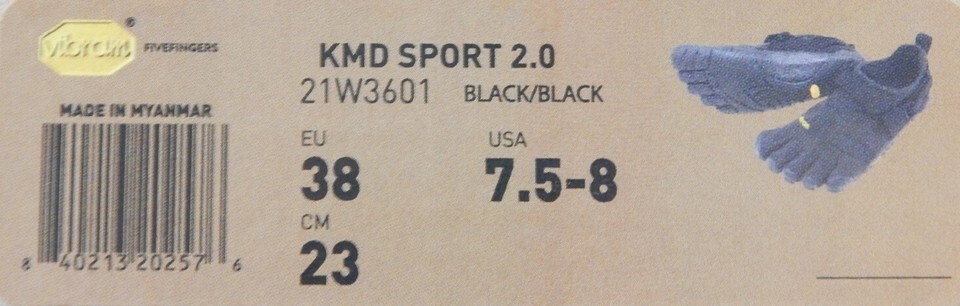 vibram® FIVEFINGERS
MADE IN MYANMAR
8 40213 20257 6
KMD SPORT 2.0
21W3601 BLACK/BLACK
EU
38
USA
7.5-8
CM
23